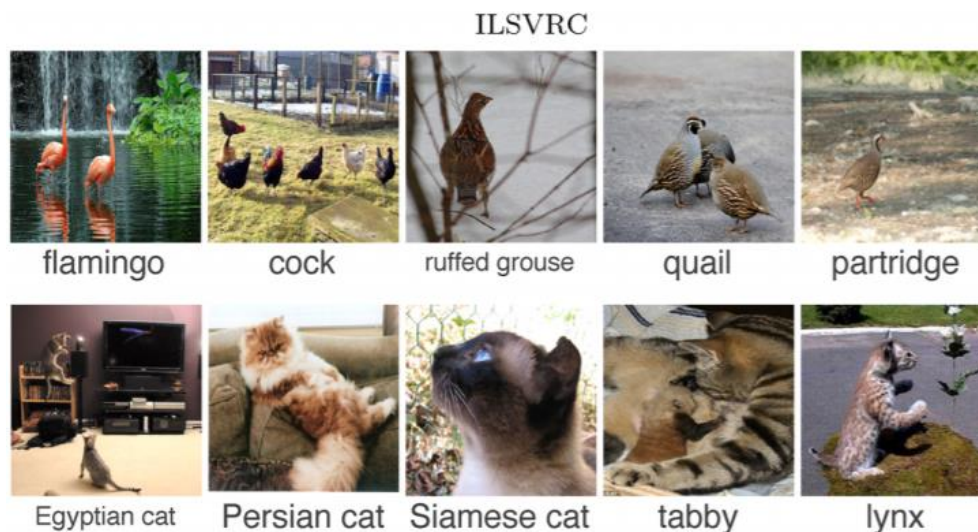 ILSVRC
flamingo cock ruffed grouse quail partridge
Egyptian cat Persian cat Siamese cat tabby lynx